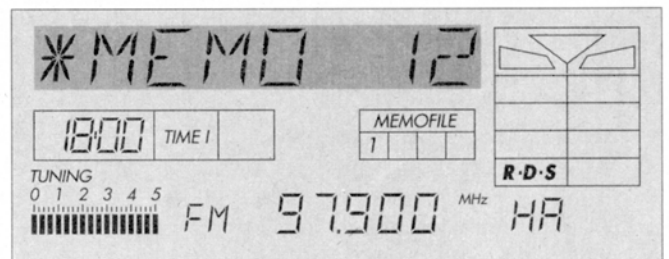 *MEMO 12
18:00 TIME I
MEMOFILE
1
R·D·S
TUNING
0 1 2 3 4 5
FM 97.900 MHz HA